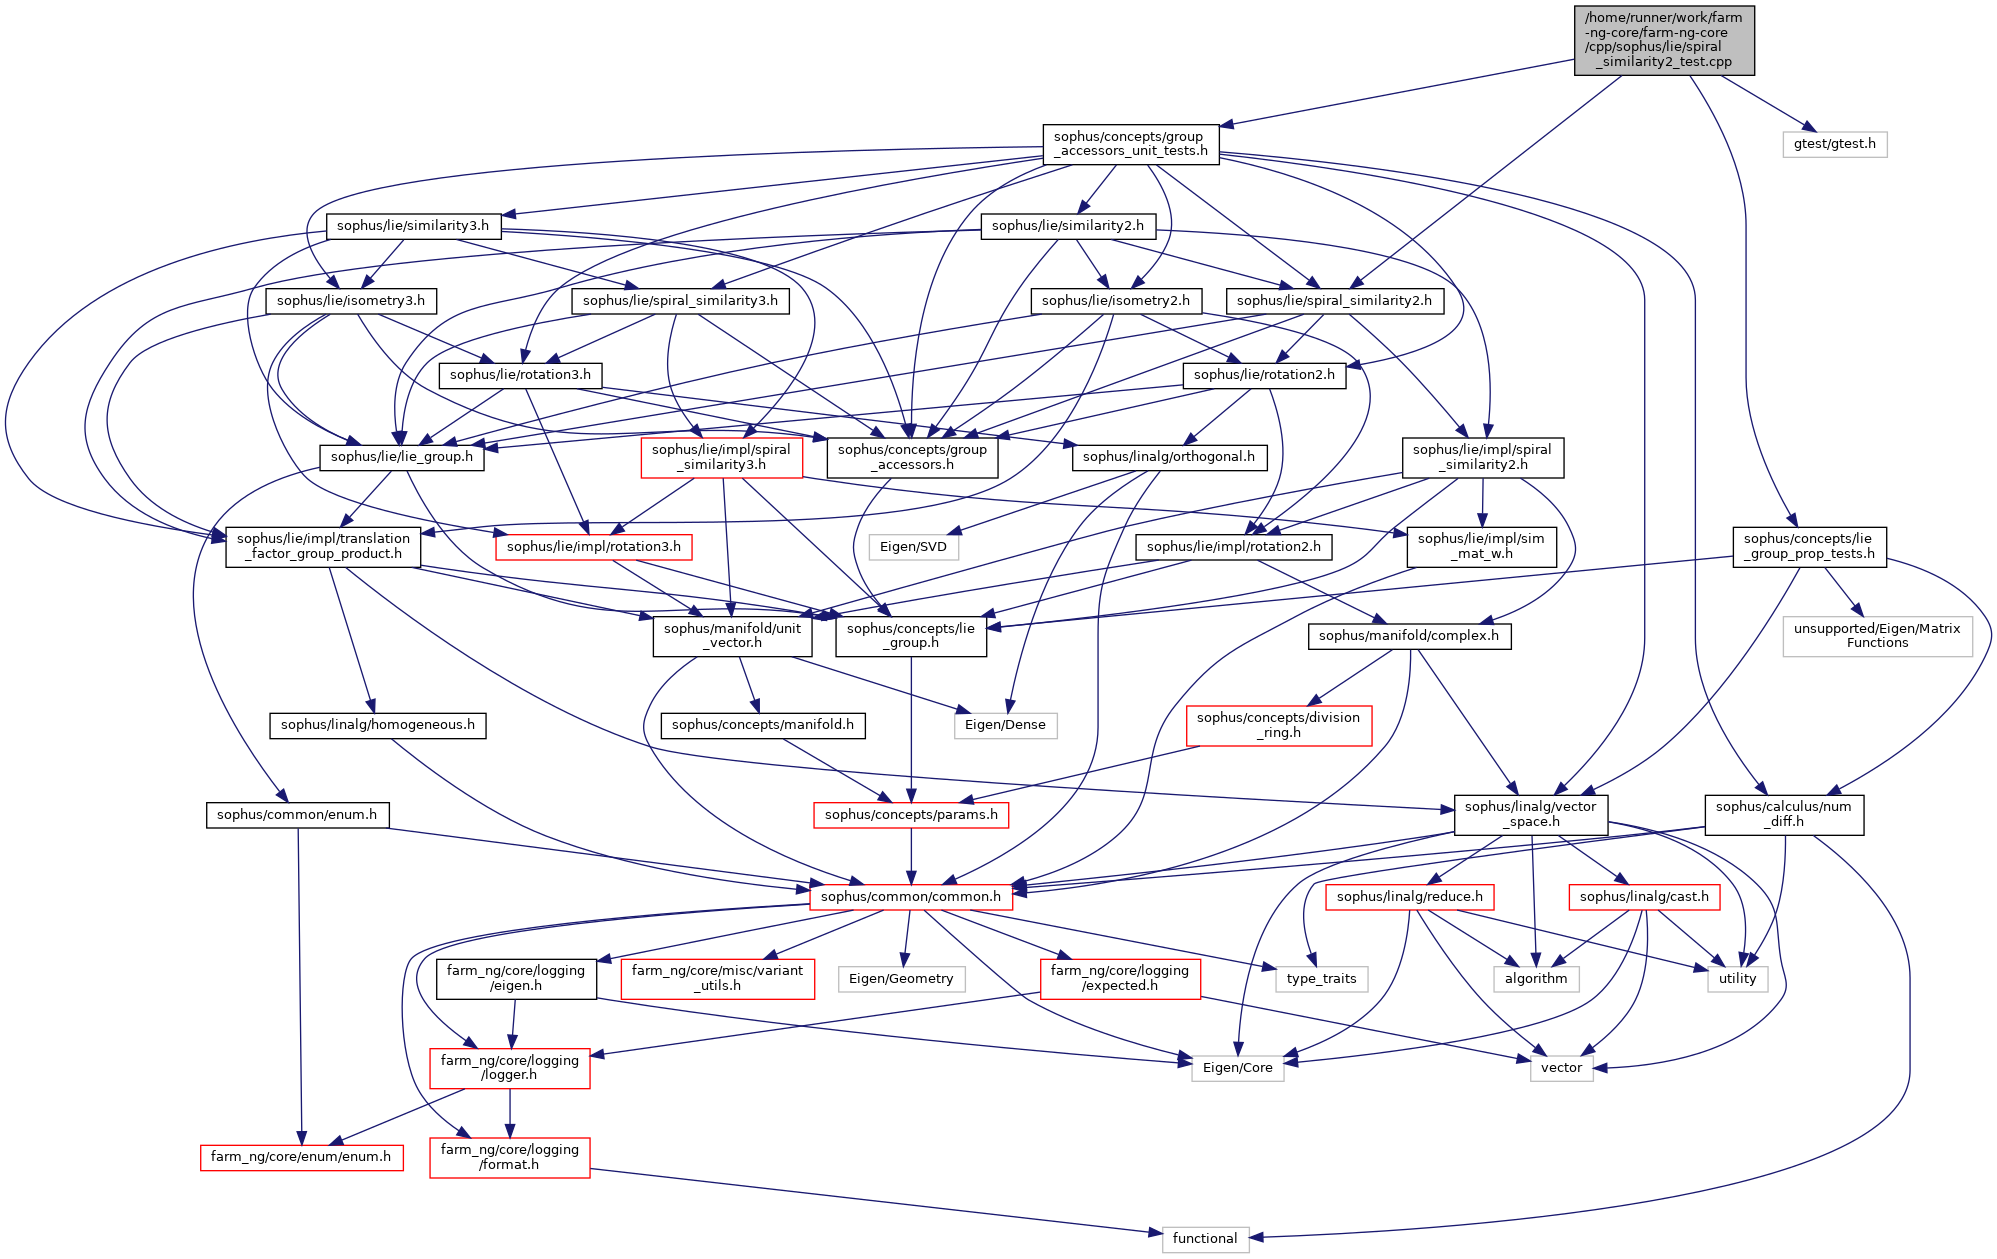 /home/runner/work/farm
-ng-core/farm-ng-core
/cpp/sophus/lie/spiral
_similarity2_test.cpp
sophus/concepts/group
_accessors_unit_tests.h
gtest/gtest.h
sophus/lie/similarity3.h
sophus/lie/similarity2.h
sophus/lie/isometry3.h
sophus/lie/spiral_similarity3.h
sophus/lie/isometry2.h
sophus/lie/spiral_similarity2.h
sophus/lie/rotation3.h
sophus/lie/rotation2.h
sophus/lie/lie_group.h
sophus/lie/impl/spiral
_similarity3.h
sophus/concepts/group
_accessors.h
sophus/linalg/orthogonal.h
sophus/lie/impl/spiral
_similarity2.h
sophus/lie/impl/translation
_factor_group_product.h
sophus/lie/impl/rotation3.h
Eigen/SVD
sophus/lie/impl/rotation2.h
sophus/lie/impl/sim
_mat_w.h
sophus/concepts/lie
_group_prop_tests.h
sophus/manifold/unit
_vector.h
sophus/concepts/lie
_group.h
sophus/manifold/complex.h
unsupported/Eigen/Matrix
Functions
sophus/linalg/homogeneous.h
sophus/concepts/manifold.h
Eigen/Dense
sophus/concepts/division
_ring.h
sophus/common/enum.h
sophus/concepts/params.h
sophus/linalg/vector
_space.h
sophus/calculus/num
_diff.h
sophus/common/common.h
sophus/linalg/reduce.h
sophus/linalg/cast.h
farm_ng/core/logging
/eigen.h
farm_ng/core/misc/variant
_utils.h
Eigen/Geometry
farm_ng/core/logging
/expected.h
type_traits
algorithm
utility
farm_ng/core/logging
/logger.h
Eigen/Core
vector
farm_ng/core/enum/enum.h
farm_ng/core/logging
/format.h
functional